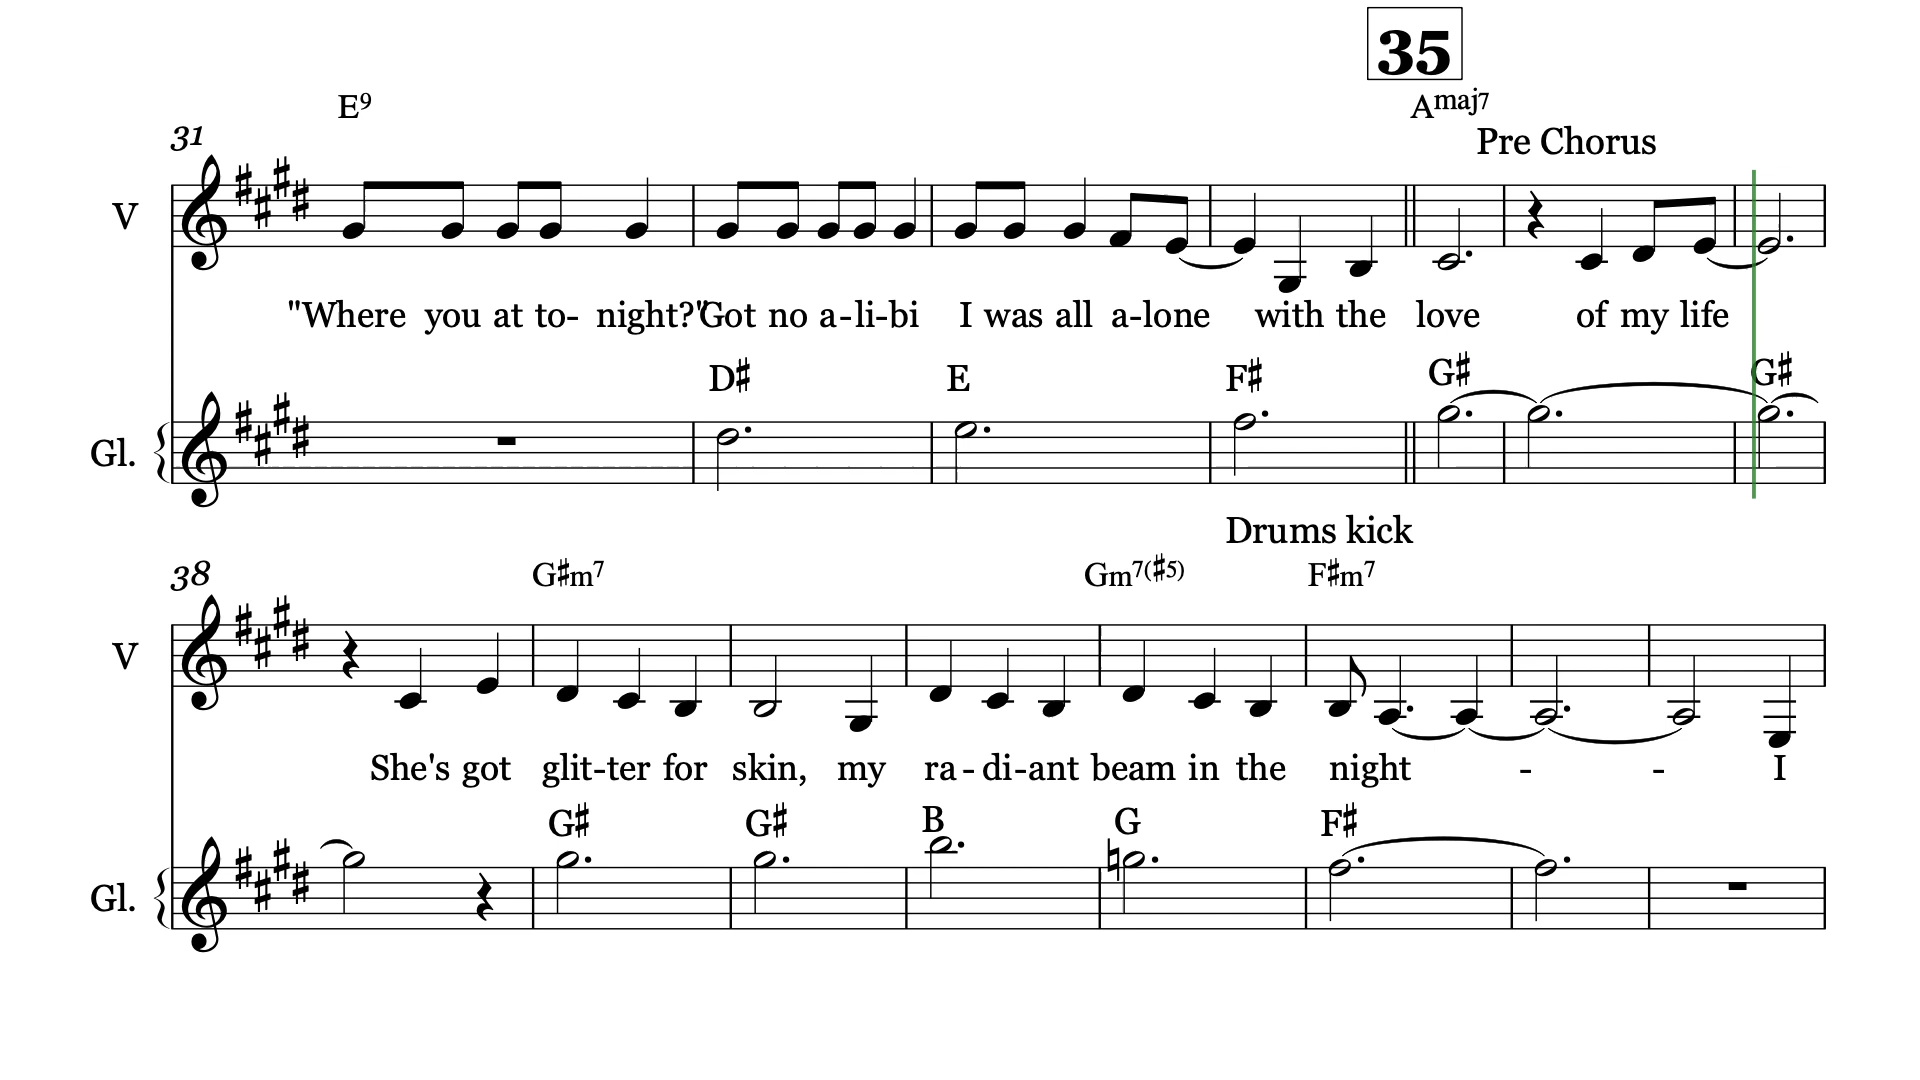 35
E9 Amaj7
31 Pre Chorus
V
"Where you at to- night?" Got no a-li-bi I was all a-lone with the love of my life
D♯ E F♯ G♯ G♯
Gl.
Drums kick
38 G♯m7 Gm7(♯5) F♯m7
V
She's got glit-ter for skin, my ra-di-ant beam in the night - - I
G♯ G♯ B G F♯
Gl.